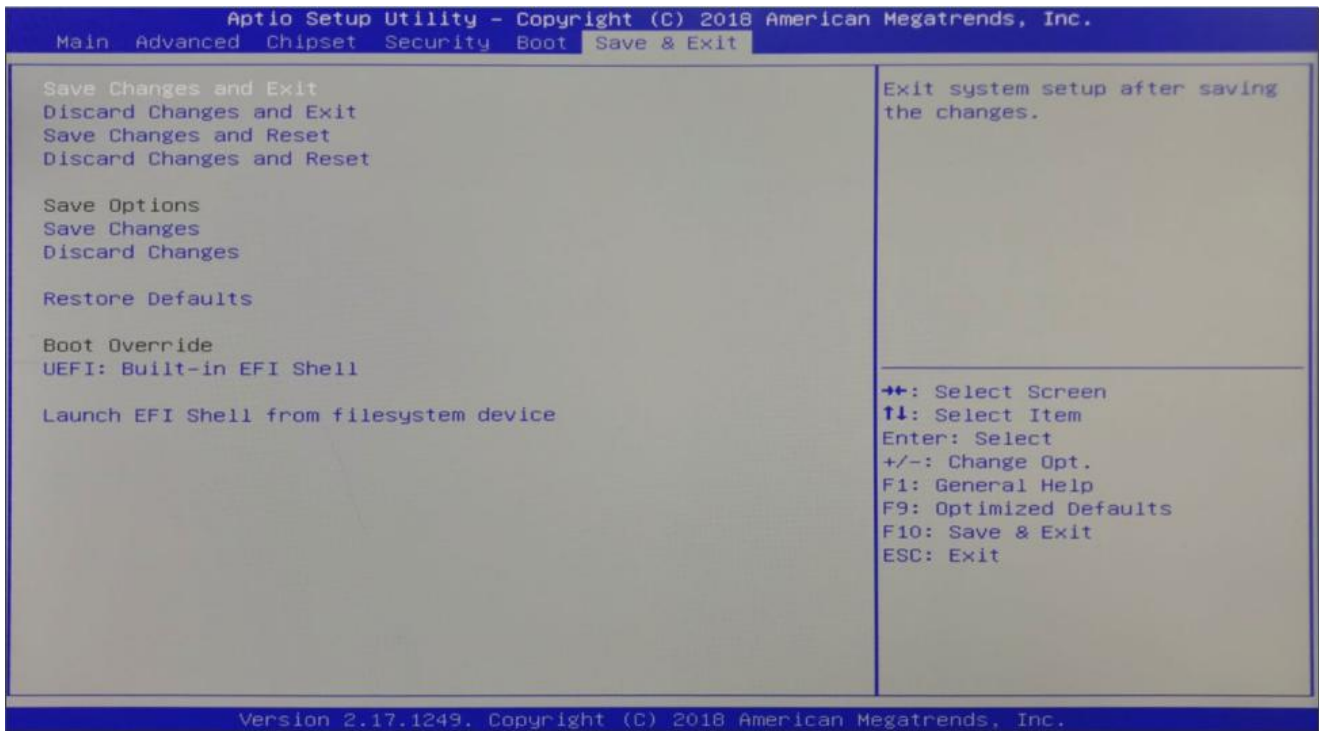 Aptio Setup Utility – Copyright (C) 2018 American Megatrends, Inc.
Main Advanced Chipset Security Boot Save & Exit
Save Changes and Exit
Discard Changes and Exit
Save Changes and Reset
Discard Changes and Reset
Save Options
Save Changes
Discard Changes
Restore Defaults
Boot Override
UEFI: Built-in EFI Shell
Launch EFI Shell from filesystem device
Exit system setup after saving
the changes.
→←: Select Screen
↑↓: Select Item
Enter: Select
+/-: Change Opt.
F1: General Help
F9: Optimized Defaults
F10: Save & Exit
ESC: Exit
Version 2.17.1249. Copyright (C) 2018 American Megatrends, Inc.